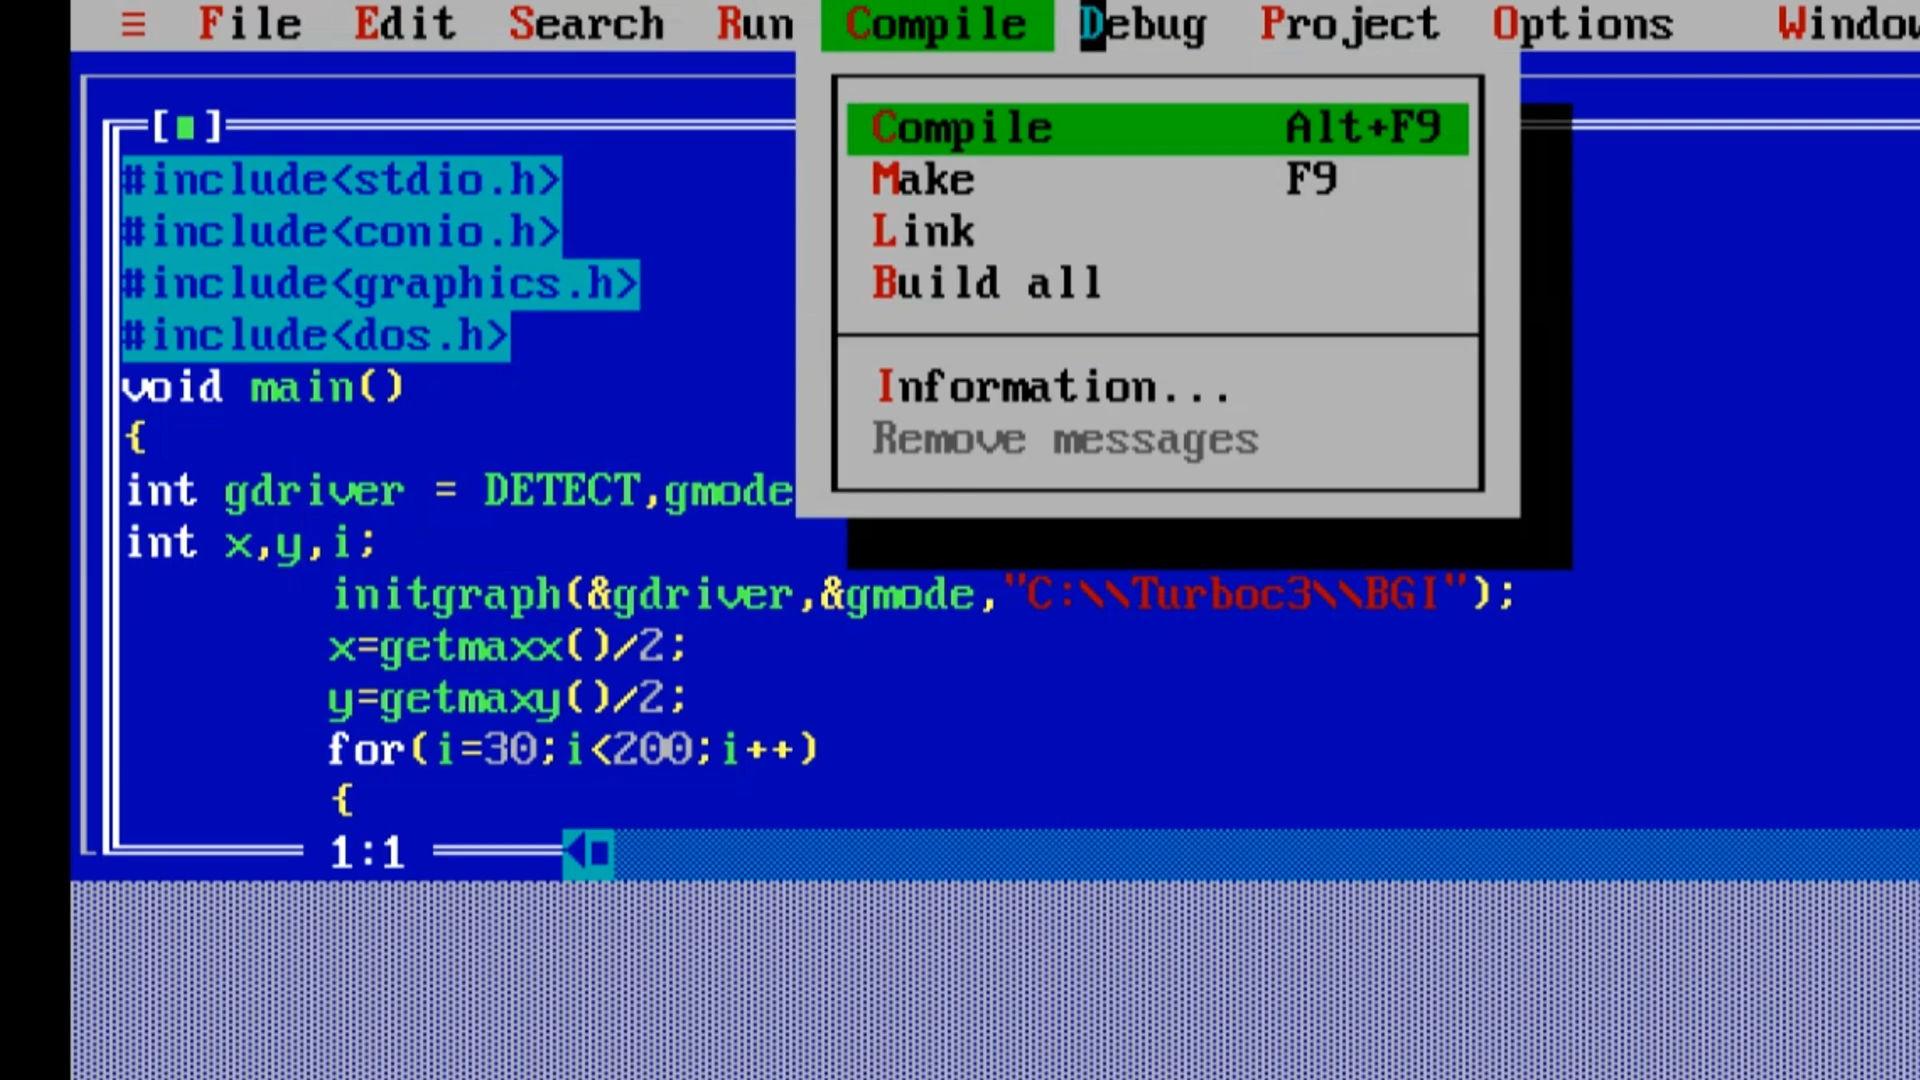 ≡ File Edit Search Run Compile Debug Project Options Window
[■]
Compile Alt+F9
Make F9
Link
Build all
Information...
Remove messages
#include<stdio.h>
#include<conio.h>
#include<graphics.h>
#include<dos.h>
void main()
{
int gdriver = DETECT,gmode
int x,y,i;
initgraph(&gdriver,&gmode,"C:\\Turboc3\\BGI");
x=getmaxx()/2;
y=getmaxy()/2;
for(i=30;i<200;i++)
{
1:1